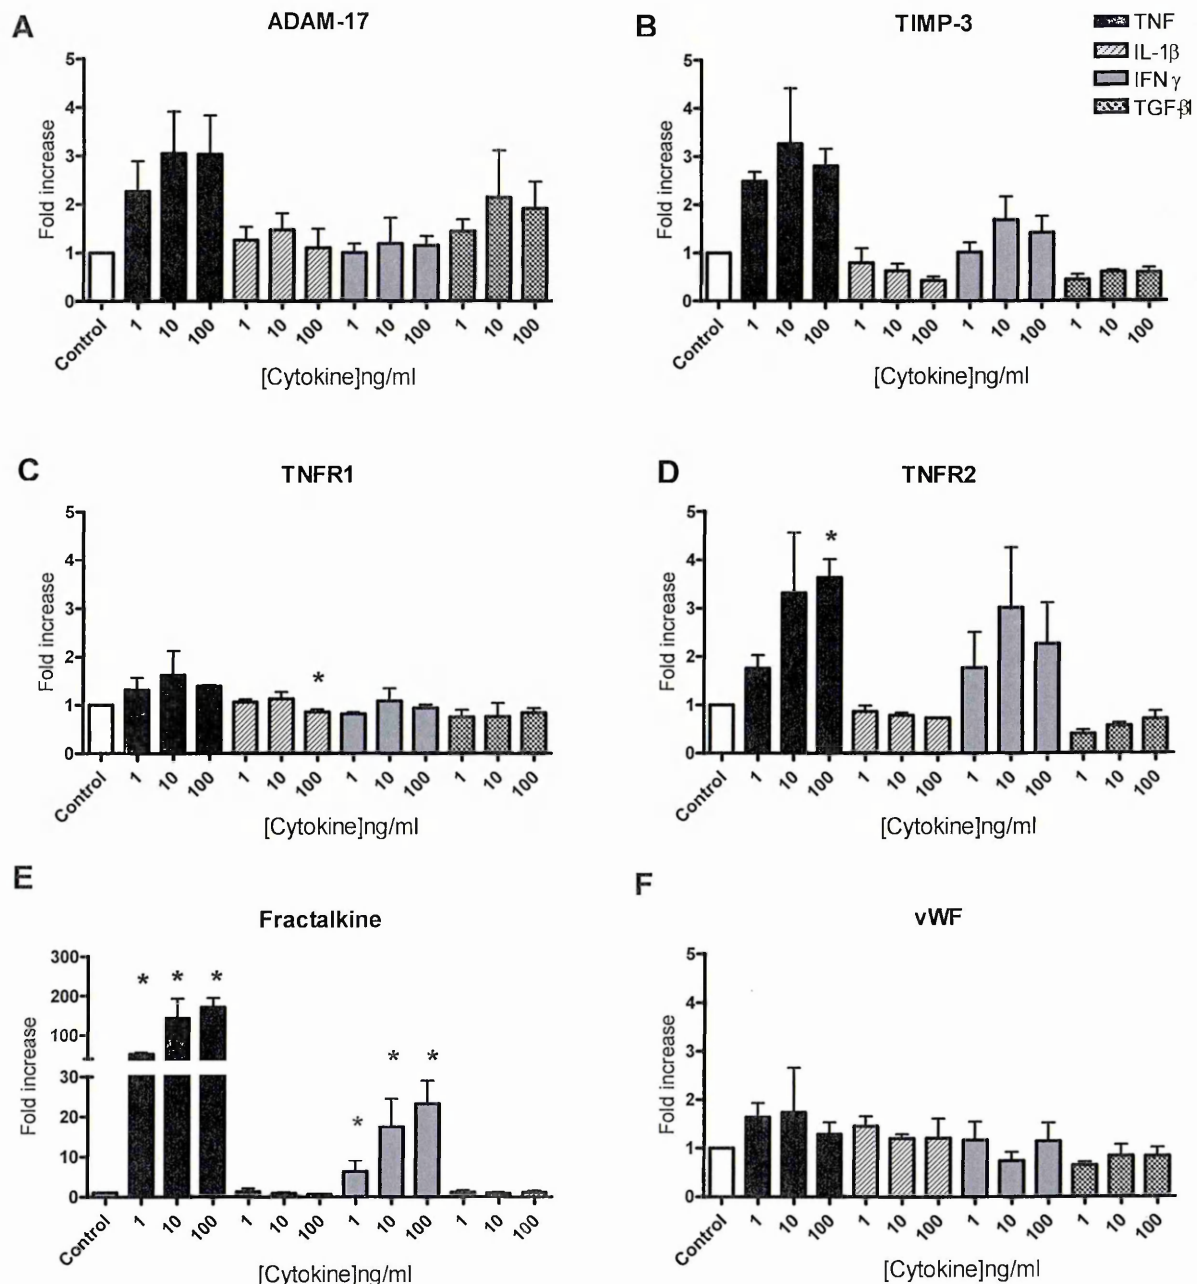 A
ADAM-17
5
4
3
2
1
0
Fold increase
Control 1 10 100 1 10 100 1 10 100 1 10 100
[Cytokine]ng/ml
B
TIMP-3
5
4
3
2
1
0
Fold increase
Control 1 10 100 1 10 100 1 10 100 1 10 100
[Cytokine]ng/ml
TNF
IL-1β
IFNγ
TGF-β1
C
TNFR1
5
4
3
2
1
0
Fold increase
*
Control 1 10 100 1 10 100 1 10 100 1 10 100
[Cytokine]ng/ml
D
TNFR2
5
4
3
2
1
0
Fold increase
*
Control 1 10 100 1 10 100 1 10 100 1 10 100
[Cytokine]ng/ml
E
Fractalkine
300
200
100
30
20
10
0
Fold increase
* * *
* * *
Control 1 10 100 1 10 100 1 10 100 1 10 100
[Cytokine]ng/ml
F
vWF
5
4
3
2
1
0
Fold increase
Control 1 10 100 1 10 100 1 10 100 1 10 100
[Cytokine]ng/ml